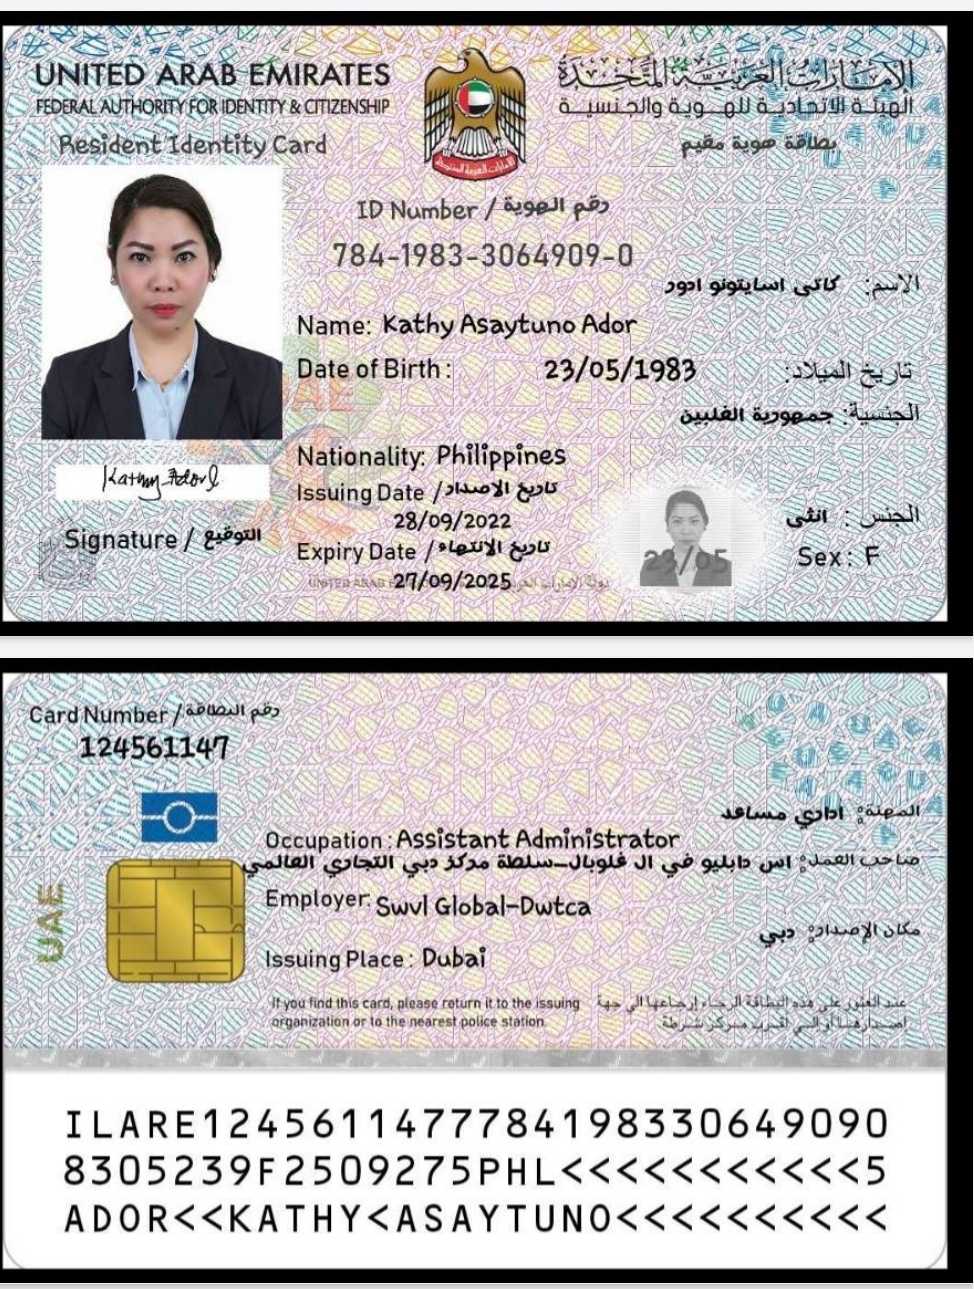 UNITED ARAB EMIRATES
الإمارات العربية المتحدة
FEDERAL AUTHORITY FOR IDENTITY & CITIZENSHIP
الهيئة الاتحادية للهوية والجنسية
Resident Identity Card
بطاقة هوية مقيم
ID Number / رقم الهوية
784-1983-3064909-0
الاسم: كاثى اسايتونو ادور
Name: Kathy Asaytuno Ador
Date of Birth: 23/05/1983 تاريخ الميلاد:
الجنسية: جمهورية الفلبين
Nationality: Philippines
Issuing Date / تاريخ الاصدار
28/09/2022
الجنس: انثى
Expiry Date / تاريخ الانتهاء
Sex: F
27/09/2025
23/05
Kathy Ador
Signature / التوقيع
Card Number / رقم البطاقة
124561147
المهنة: اداري مساعد
Occupation: Assistant Administrator
صاحب العمل: اس دابليو في ال غلوبال-سلطة مركز دبي التجاري العالمي
Employer: Swvl Global-Dwtca
UAE
مكان الإصدار: دبي
Issuing Place: Dubai
If you find this card, please return it to the issuing
organization or to the nearest police station.
عند العثور على هذه البطاقة الرجاء إرجاعها الى جهة
اصدارها او الى اقرب مركز شرطة
ILARE1245611477784198330649090
8305239F2509275PHL<<<<<<<<<<<5
ADOR<<KATHY<ASAYTUNO<<<<<<<<<<